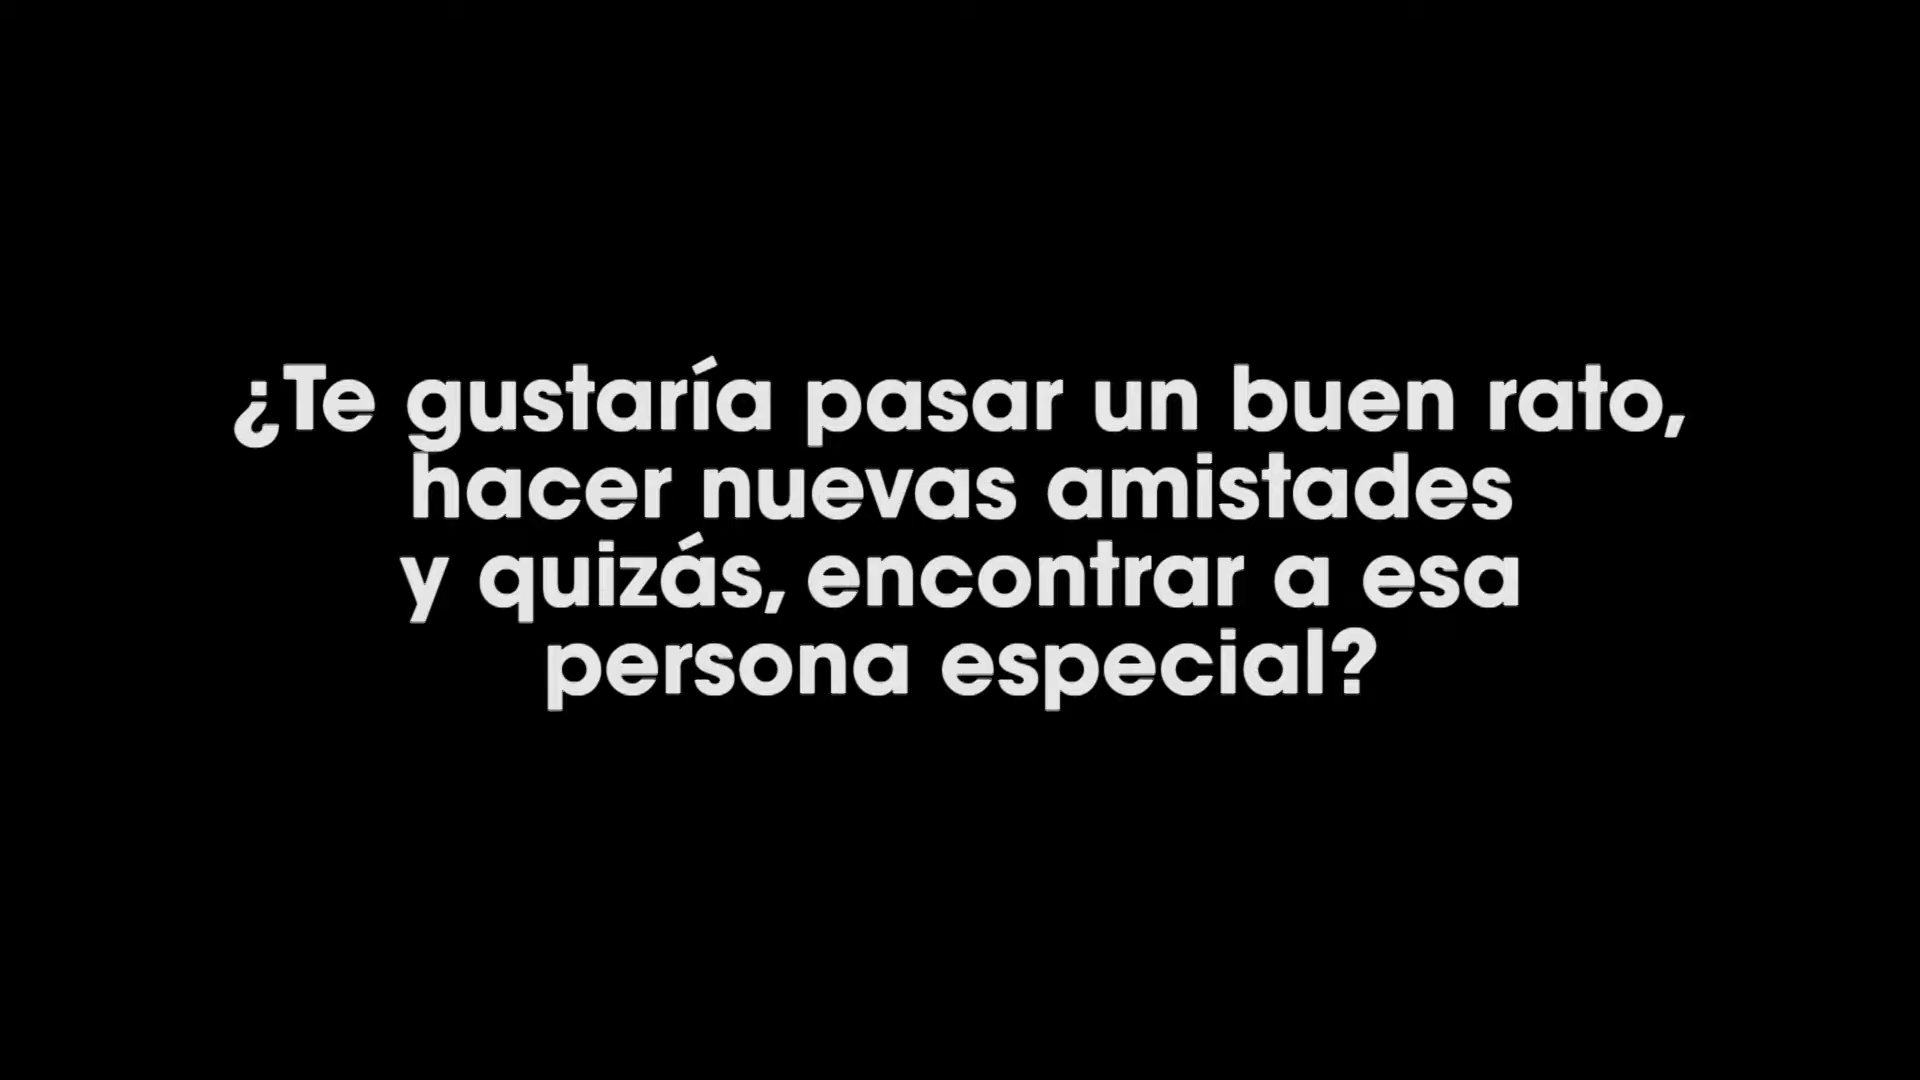 ¿Te gustaría pasar un buen rato,
hacer nuevas amistades
y quizás, encontrar a esa
persona especial?